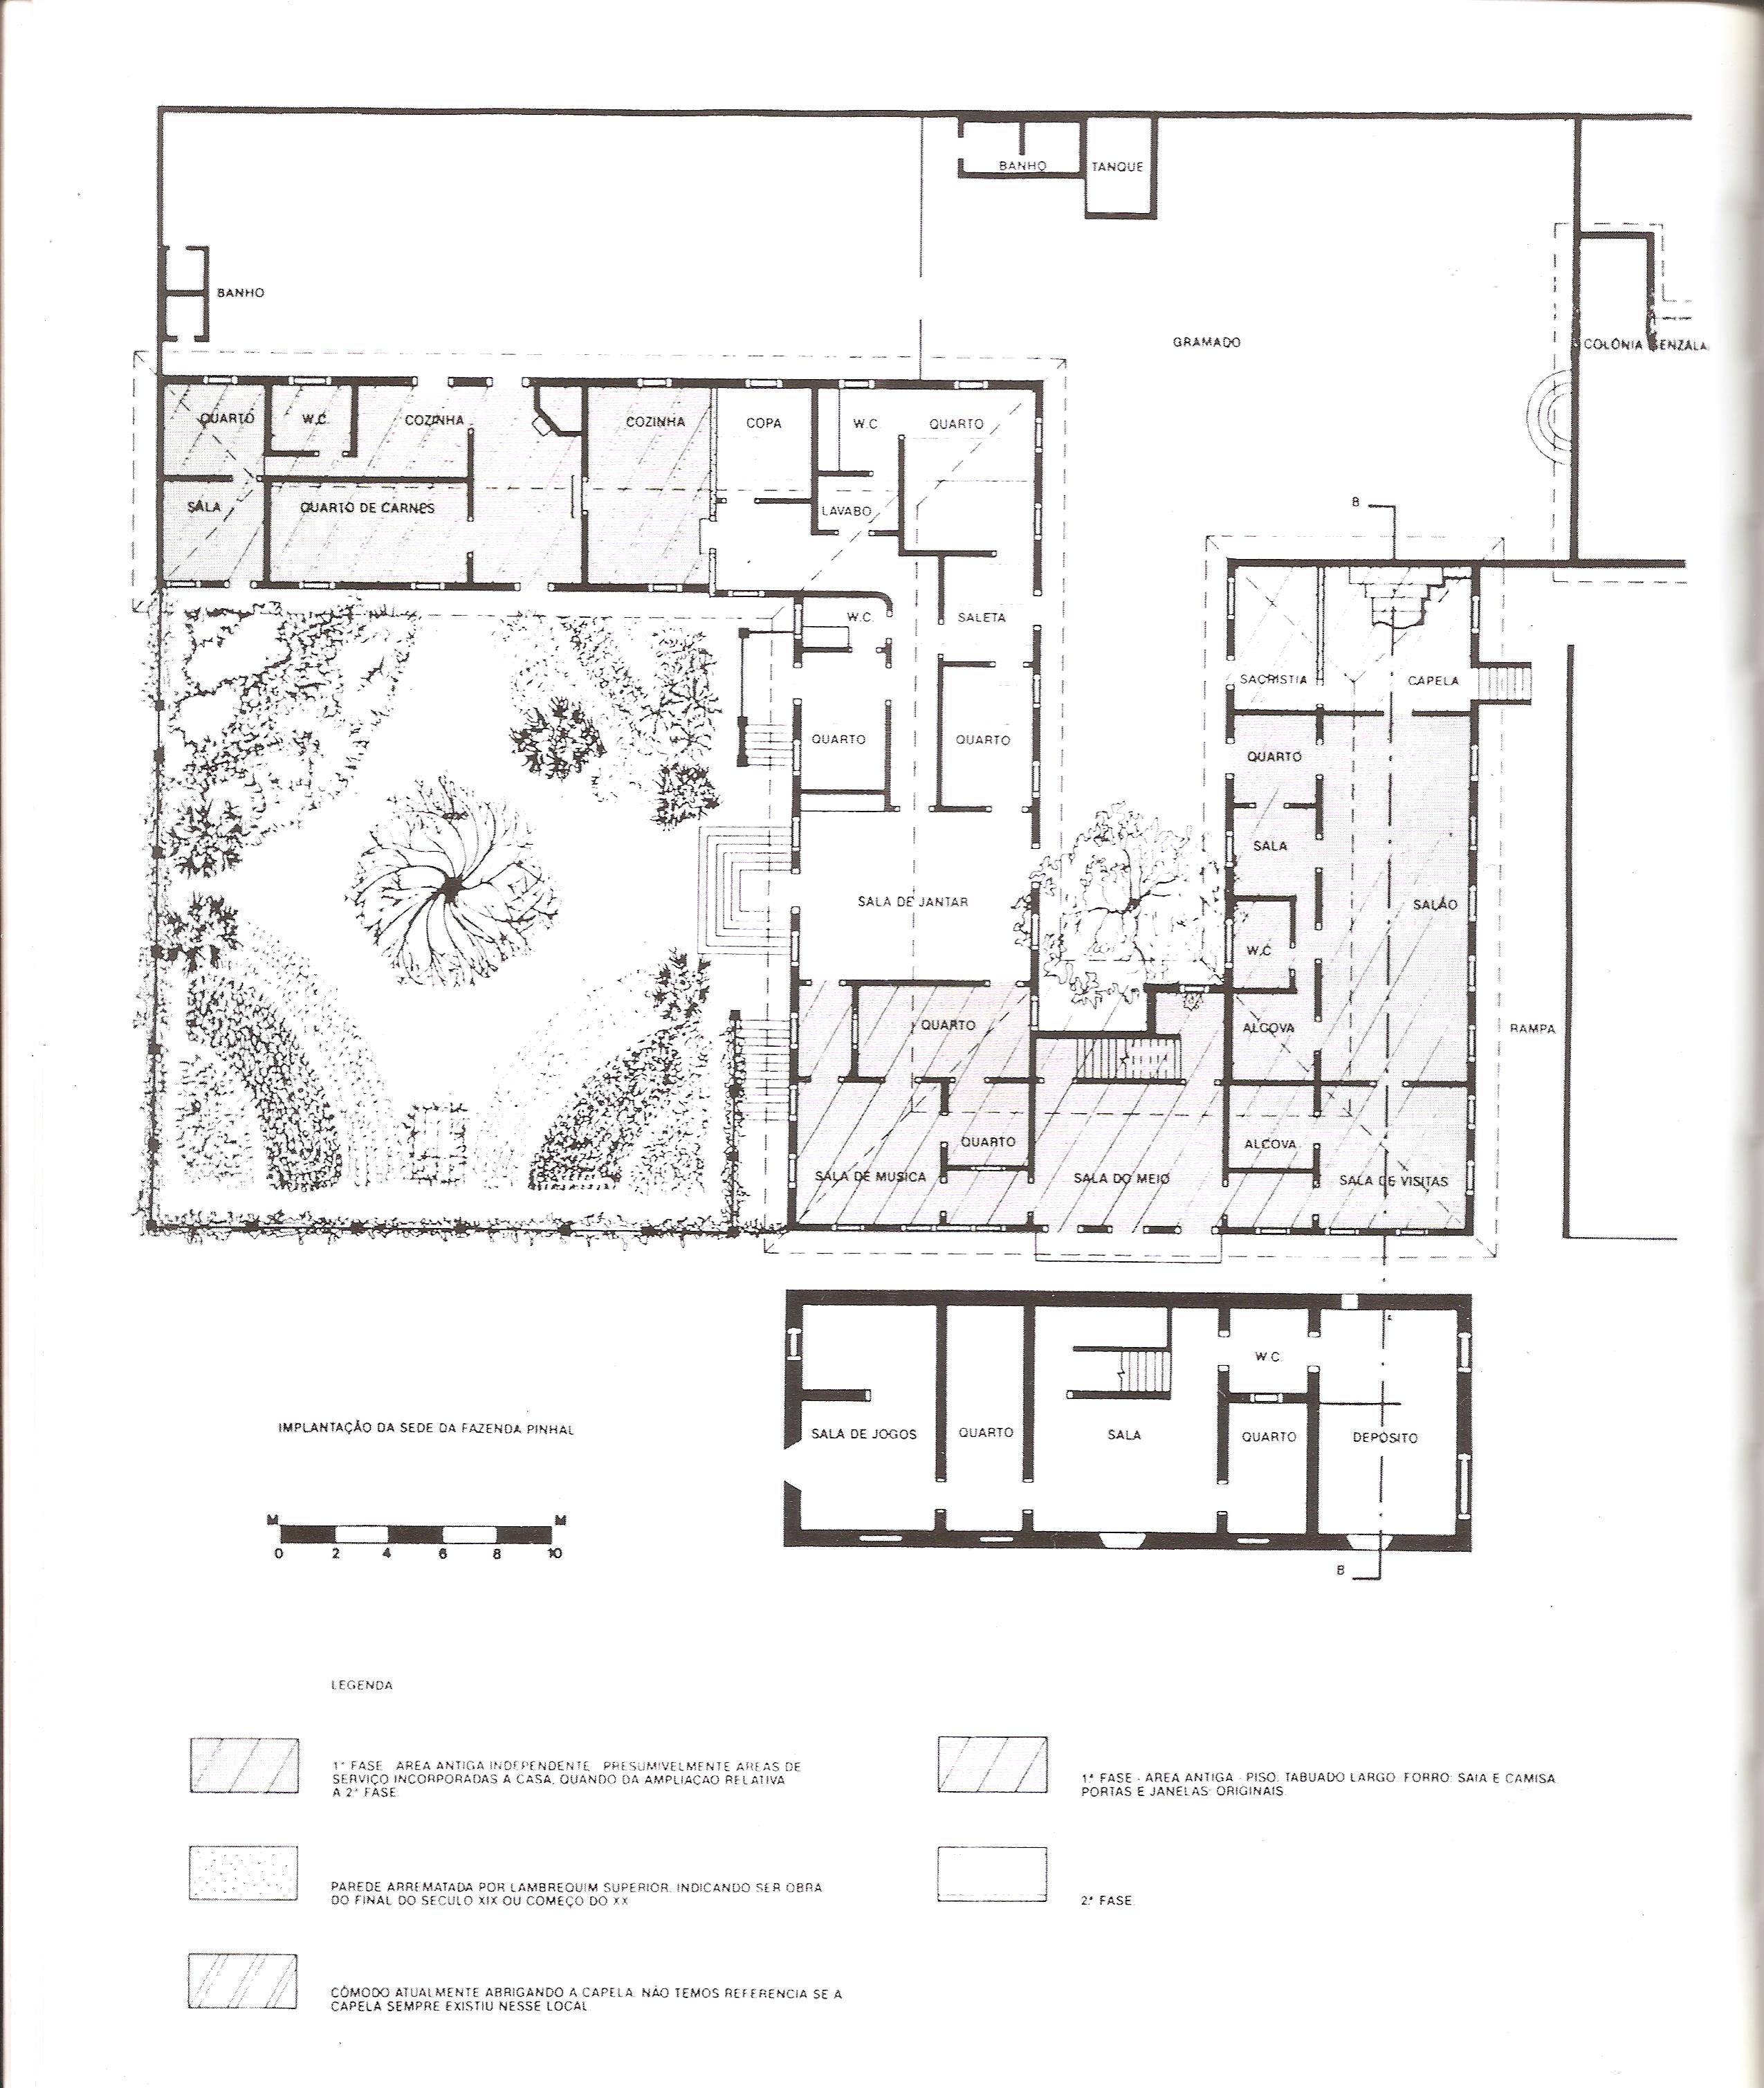 BANHO
TANQUE
BANHO
GRAMADO
COLÔNIA SENZALA
QUARTO
W.C.
COZINHA
COZINHA
COPA
W.C.
QUARTO
SALA
QUARTO DE CARNES
LAVABO
B
W.C.
SALETA
SACRISTIA
CAPELA
QUARTO
QUARTO
QUARTO
SALA
SALA DE JANTAR
SALÃO
W.C.
QUARTO
ALCOVA
RAMPA
QUARTO
ALCOVA
SALA DE MUSICA
SALA DO MEIO
SALA DE VISITAS
W.C.
SALA DE JOGOS
QUARTO
SALA
QUARTO
DEPÓSITO
IMPLANTAÇÃO DA SEDE DA FAZENDA PINHAL
M M
0 2 4 6 8 10
B
LEGENDA
1ª FASE AREA ANTIGA INDEPENDENTE PRESUMIVELMENTE AREAS DE
SERVIÇO INCORPORADAS A CASA, QUANDO DA AMPLIAÇÃO RELATIVA
A 2ª FASE
PAREDE ARREMATADA POR LAMBREQUIM SUPERIOR, INDICANDO SER OBRA
DO FINAL DO SECULO XIX OU COMEÇO DO XX
CÔMODO ATUALMENTE ABRIGANDO A CAPELA. NÃO TEMOS REFERENCIA SE A
CAPELA SEMPRE EXISTIU NESSE LOCAL
1ª FASE - AREA ANTIGA - PISO: TABUADO LARGO. FORRO: SAIA E CAMISA.
PORTAS E JANELAS: ORIGINAIS
2ª FASE